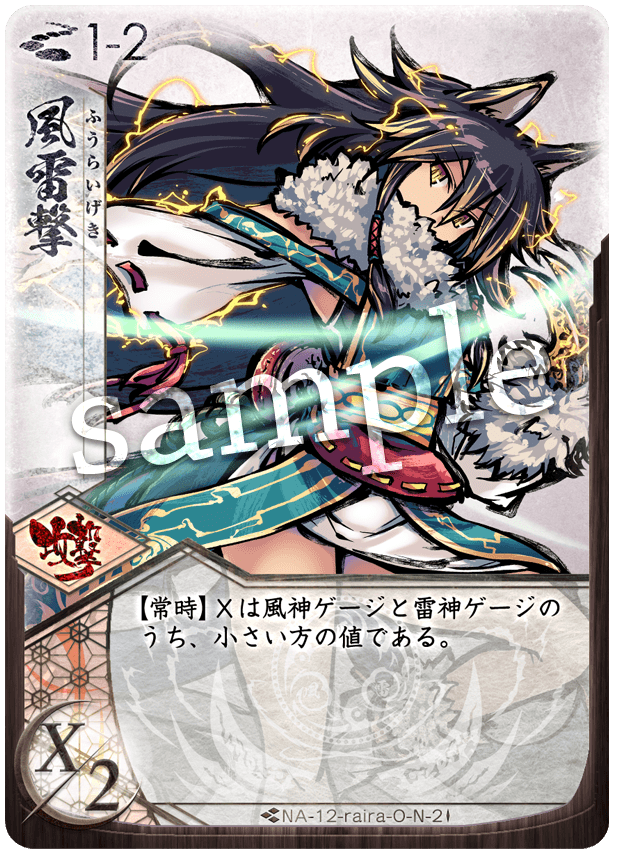 1-2
風雷撃
ふうらいげき
sample
攻撃
【常時】Xは風神ゲージと雷神ゲージの
うち、小さい方の値である。
X/2
NA-12-raira-O-N-2